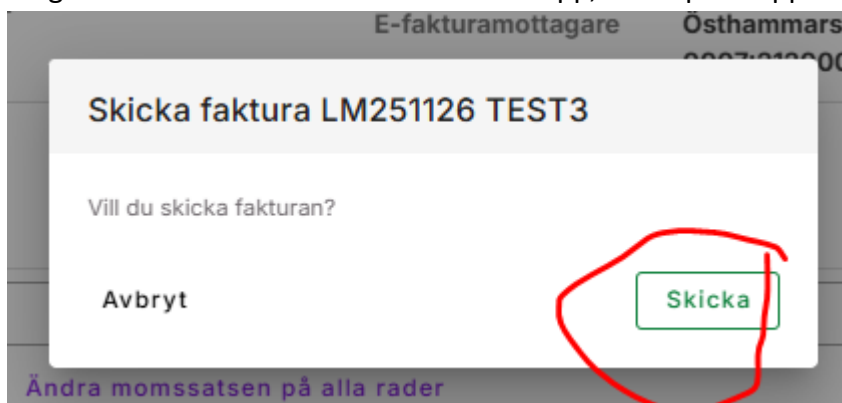 E-fakturamottagare Östhammars
Skicka faktura LM251126 TEST3
Vill du skicka fakturan?
Avbryt Skicka
Ändra momssatsen på alla rader